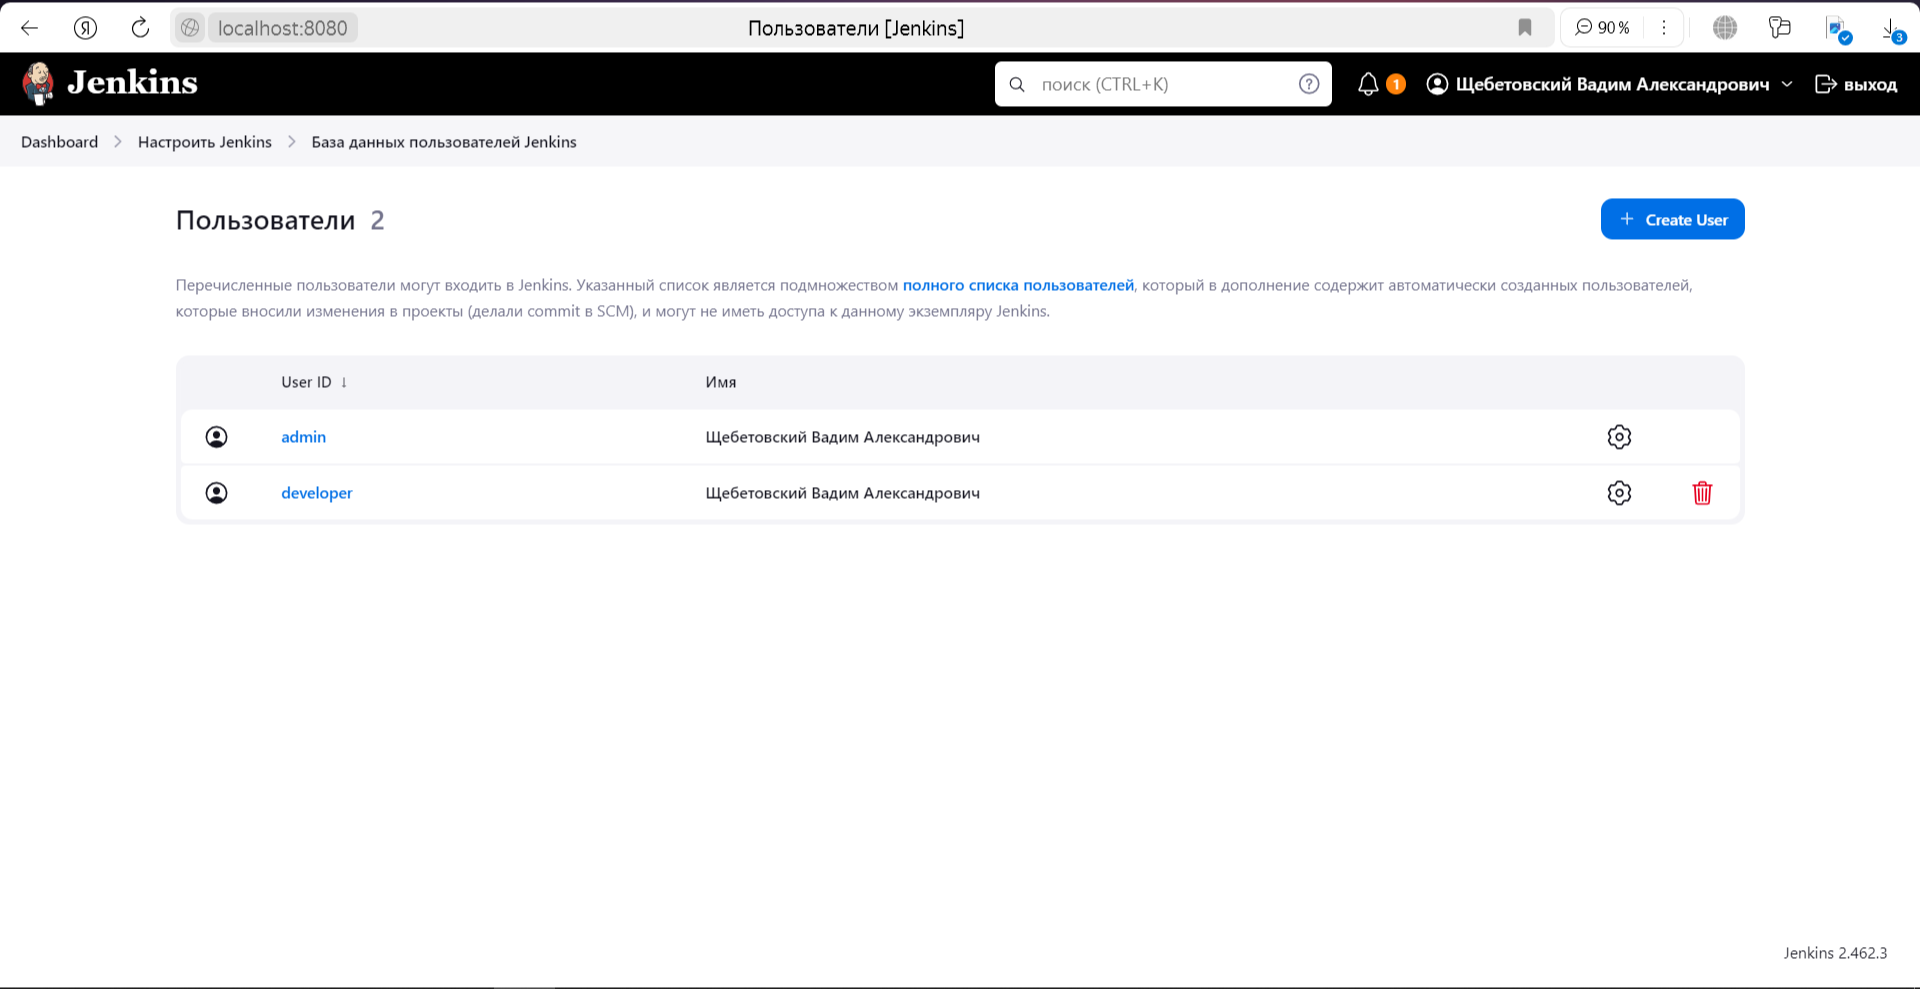 localhost:8080
Пользователи [Jenkins]
90 %
3
Jenkins
поиск (CTRL+K)
1
Щебетовский Вадим Александрович
выход
Dashboard
Настроить Jenkins
База данных пользователей Jenkins
Пользователи 2
+ Create User
Перечисленные пользователи могут входить в Jenkins. Указанный список является подмножеством полного списка пользователей, который в дополнение содержит автоматически созданных пользователей,
которые вносили изменения в проекты (делали commit в SCM), и могут не иметь доступа к данному экземпляру Jenkins.
User ID ↓ Имя
admin Щебетовский Вадим Александрович
developer Щебетовский Вадим Александрович
Jenkins 2.462.3